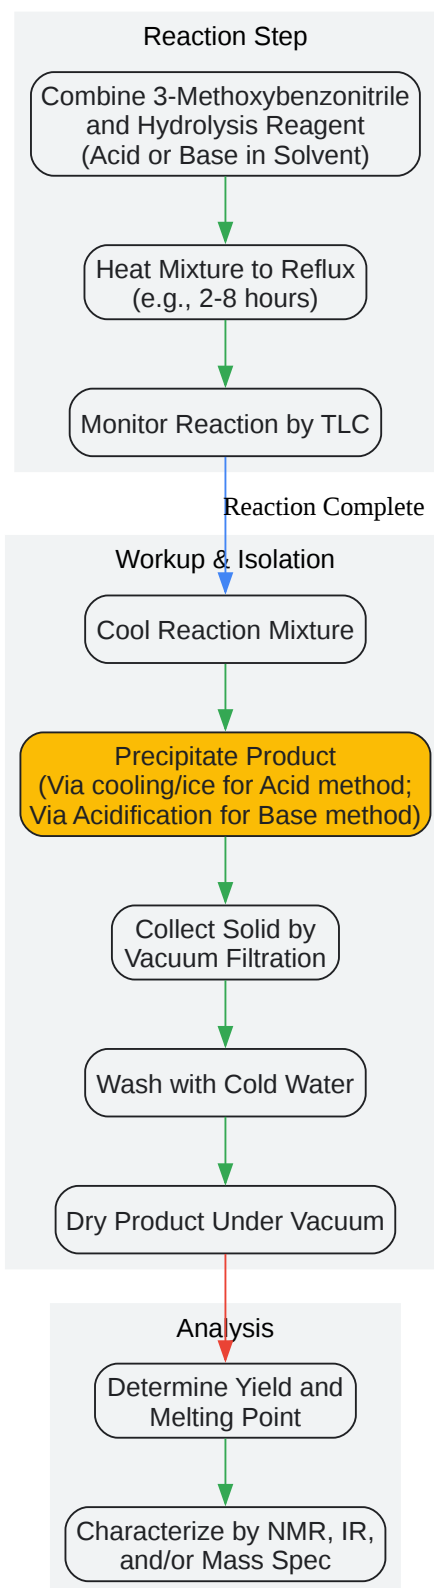 Reaction Step
Combine 3-Methoxybenzonitrile
and Hydrolysis Reagent
(Acid or Base in Solvent)
Heat Mixture to Reflux
(e.g., 2-8 hours)
Monitor Reaction by TLC
Reaction Complete
Workup & Isolation
Cool Reaction Mixture
Precipitate Product
(Via cooling/ice for Acid method;
Via Acidification for Base method)
Collect Solid by
Vacuum Filtration
Wash with Cold Water
Dry Product Under Vacuum
Analysis
Determine Yield and
Melting Point
Characterize by NMR, IR,
and/or Mass Spec